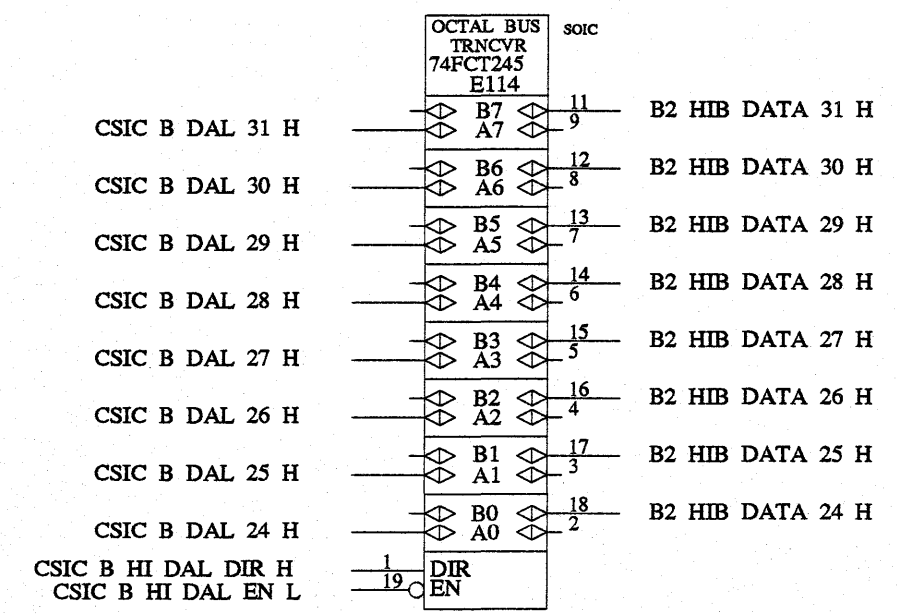 OCTAL BUS SOIC
TRNCVR
74FCT245
E114
B7 11 B2 HIB DATA 31 H
CSIC B DAL 31 H A7 9
B6 12 B2 HIB DATA 30 H
CSIC B DAL 30 H A6 8
B5 13 B2 HIB DATA 29 H
CSIC B DAL 29 H A5 7
B4 14 B2 HIB DATA 28 H
CSIC B DAL 28 H A4 6
B3 15 B2 HIB DATA 27 H
CSIC B DAL 27 H A3 5
B2 16 B2 HIB DATA 26 H
CSIC B DAL 26 H A2 4
B1 17 B2 HIB DATA 25 H
CSIC B DAL 25 H A1 3
B0 18 B2 HIB DATA 24 H
CSIC B DAL 24 H A0 2
CSIC B HI DAL DIR H 1 DIR
CSIC B HI DAL EN L 19 EN